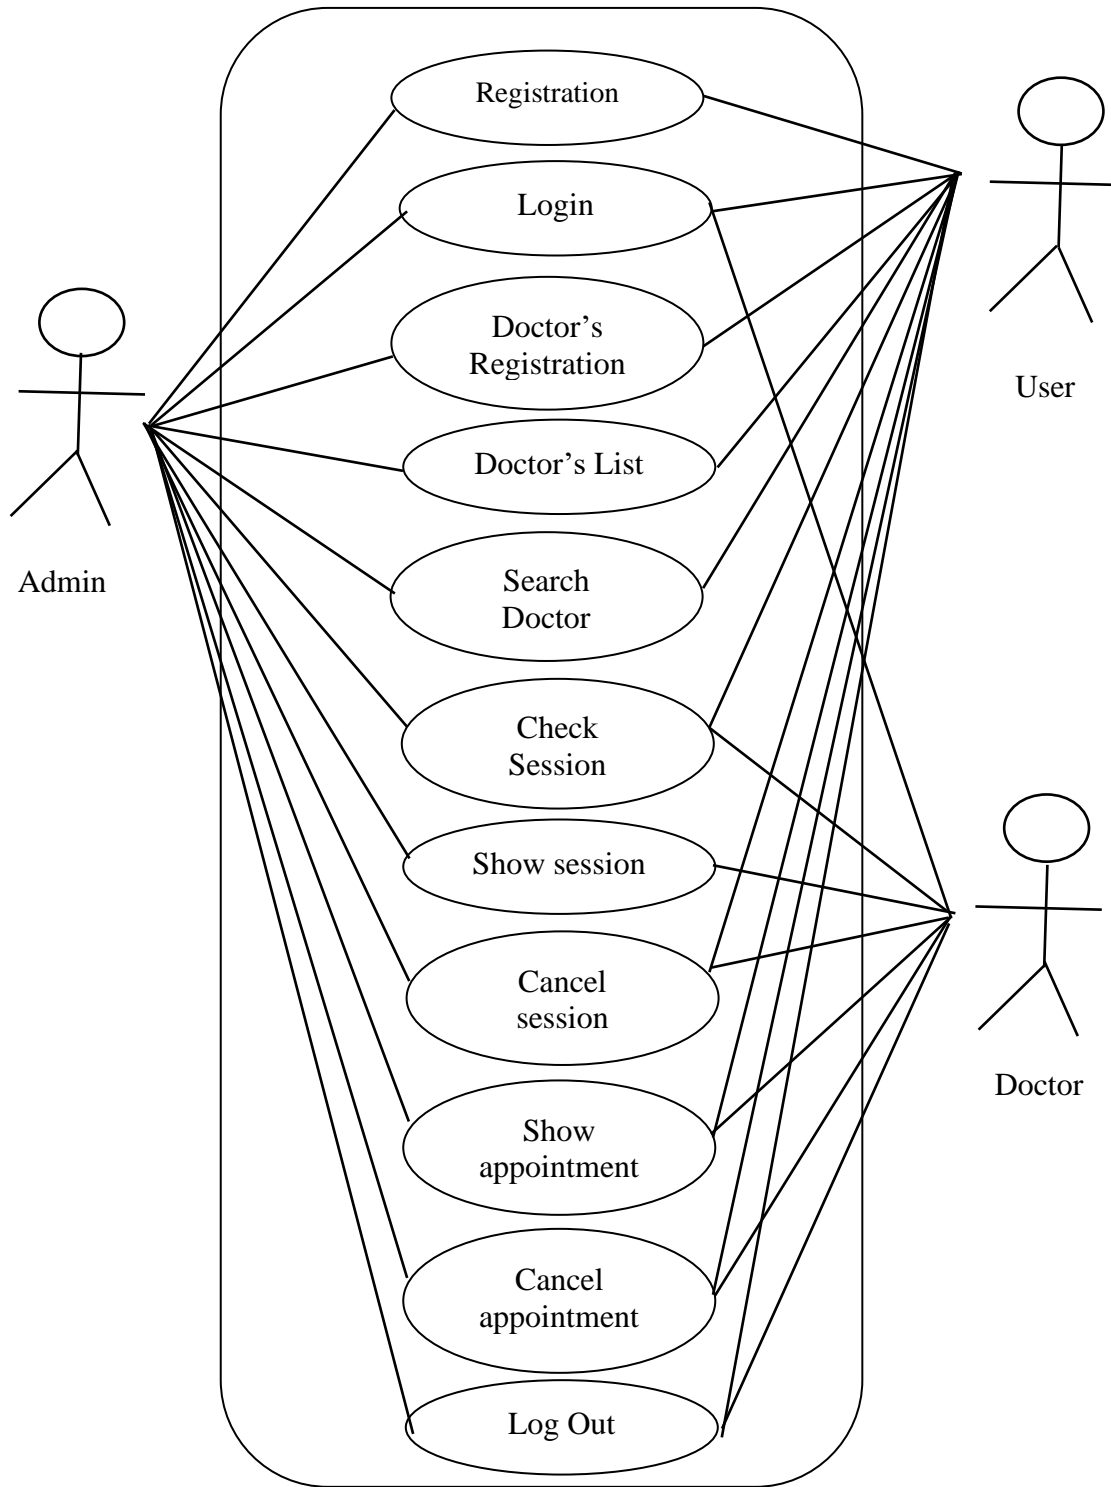 Registration
Login
Doctor’s
Registration
User
Doctor’s List
Admin
Search
Doctor
Check
Session
Show session
Cancel
session
Doctor
Show
appointment
Cancel
appointment
Log Out